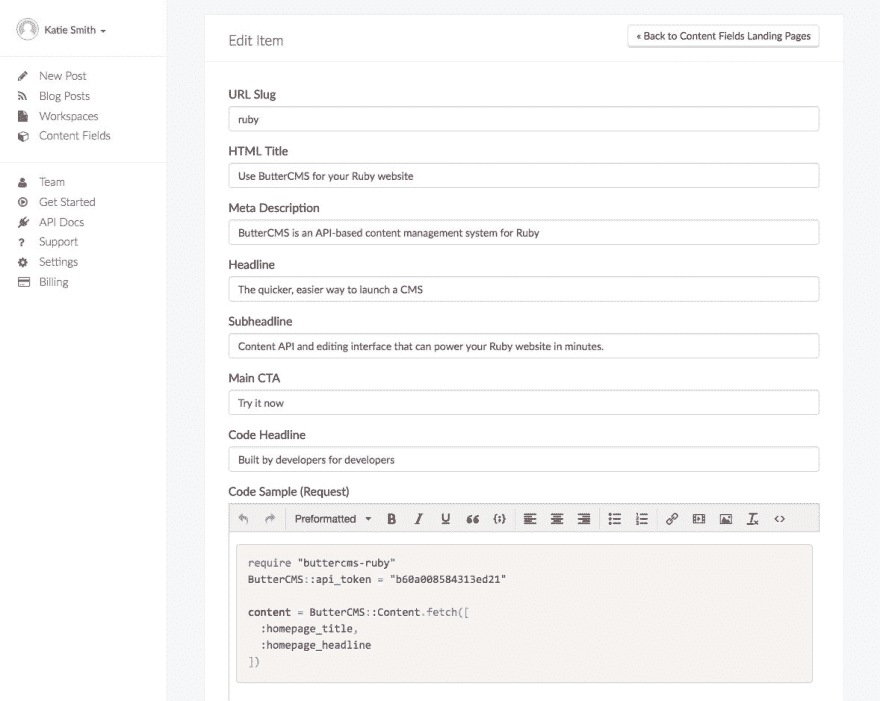 Katie Smith
New Post
Blog Posts
Workspaces
Content Fields
Team
Get Started
API Docs
Support
Settings
Billing
Edit Item
« Back to Content Fields Landing Pages
URL Slug
ruby
HTML Title
Use ButterCMS for your Ruby website
Meta Description
ButterCMS is an API-based content management system for Ruby
Headline
The quicker, easier way to launch a CMS
Subheadline
Content API and editing interface that can power your Ruby website in minutes.
Main CTA
Try it now
Code Headline
Built by developers for developers
Code Sample (Request)
Preformatted B I U
require "buttercms-ruby"
ButterCMS::api_token = "b60a008584313ed21"
content = ButterCMS::Content.fetch([
:homepage_title,
:homepage_headline
])